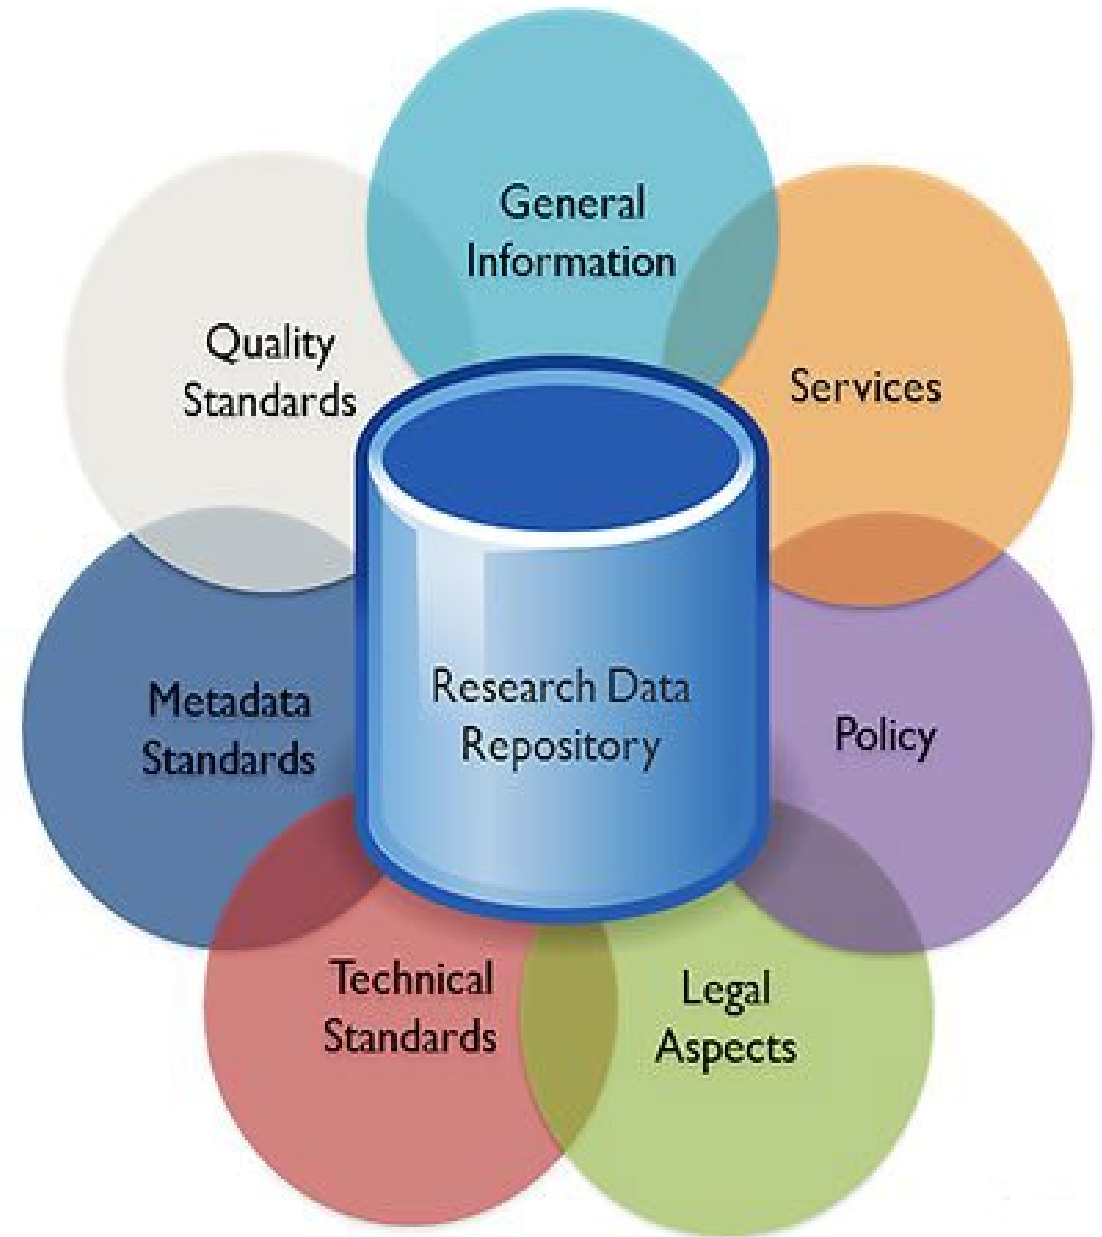 General
Information
Quality
Standards
Services
Research Data
Repository
Metadata
Standards
Policy
Technical
Standards
Legal
Aspects